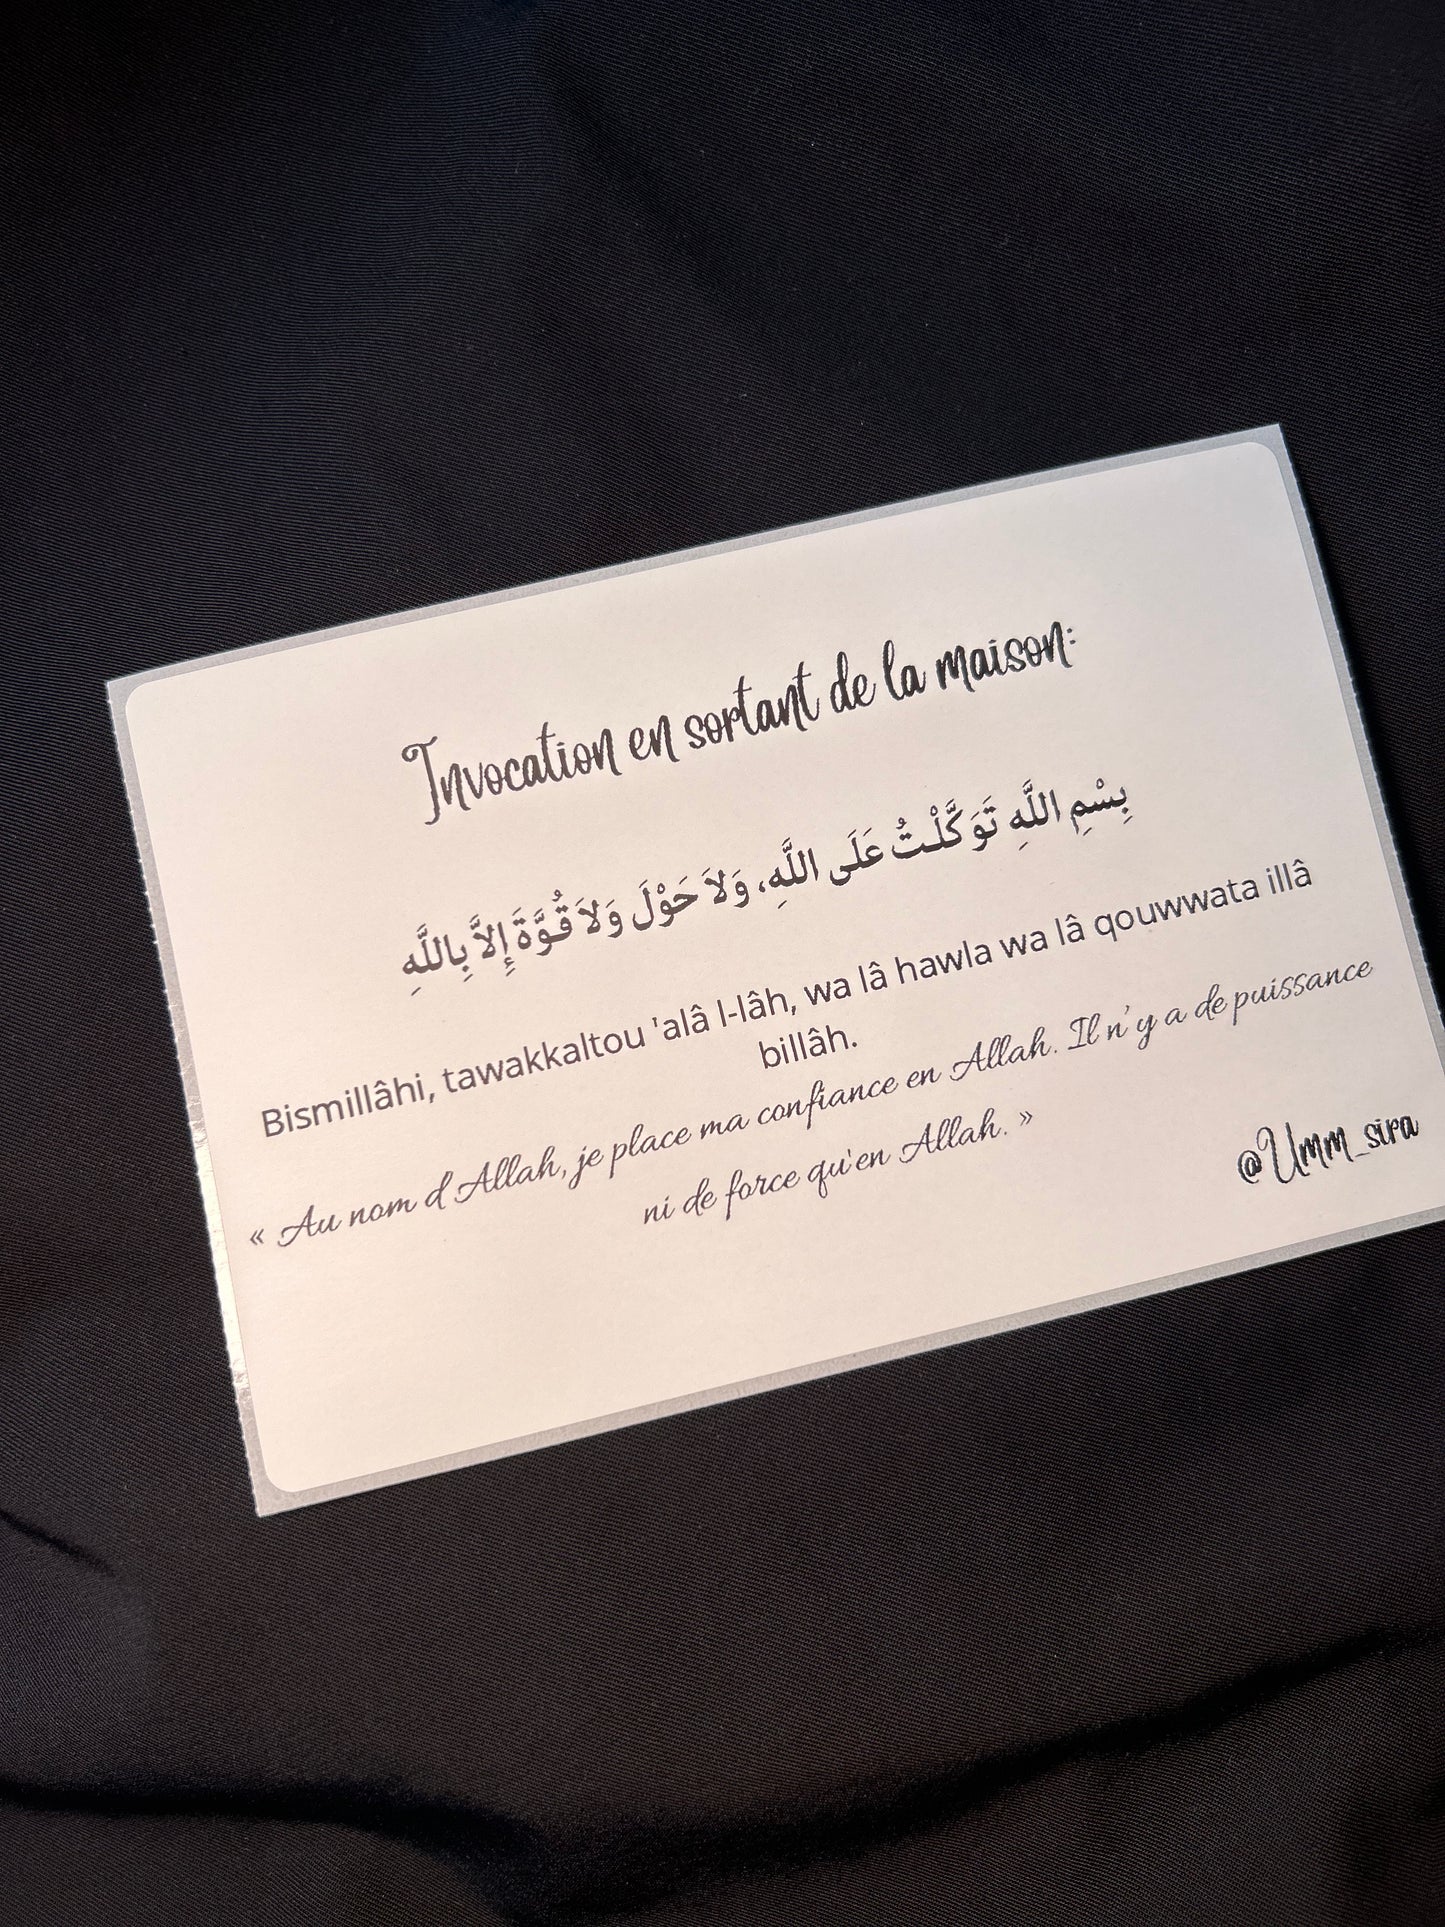 Invocation en sortant de la maison:
بِسْمِ اللَّهِ تَوَكَّلْتُ عَلَى اللَّهِ، وَلاَ حَوْلَ وَلاَ قُوَّةَ إِلاَّ بِاللَّهِ
Bismillâhi, tawakkaltou 'alâ l-lâh, wa lâ hawla wa lâ qouwwata illâ
billâh.
« Au nom d'Allah, je place ma confiance en Allah. Il n'y a de puissance
ni de force qu'en Allah. »
@Umm_sira